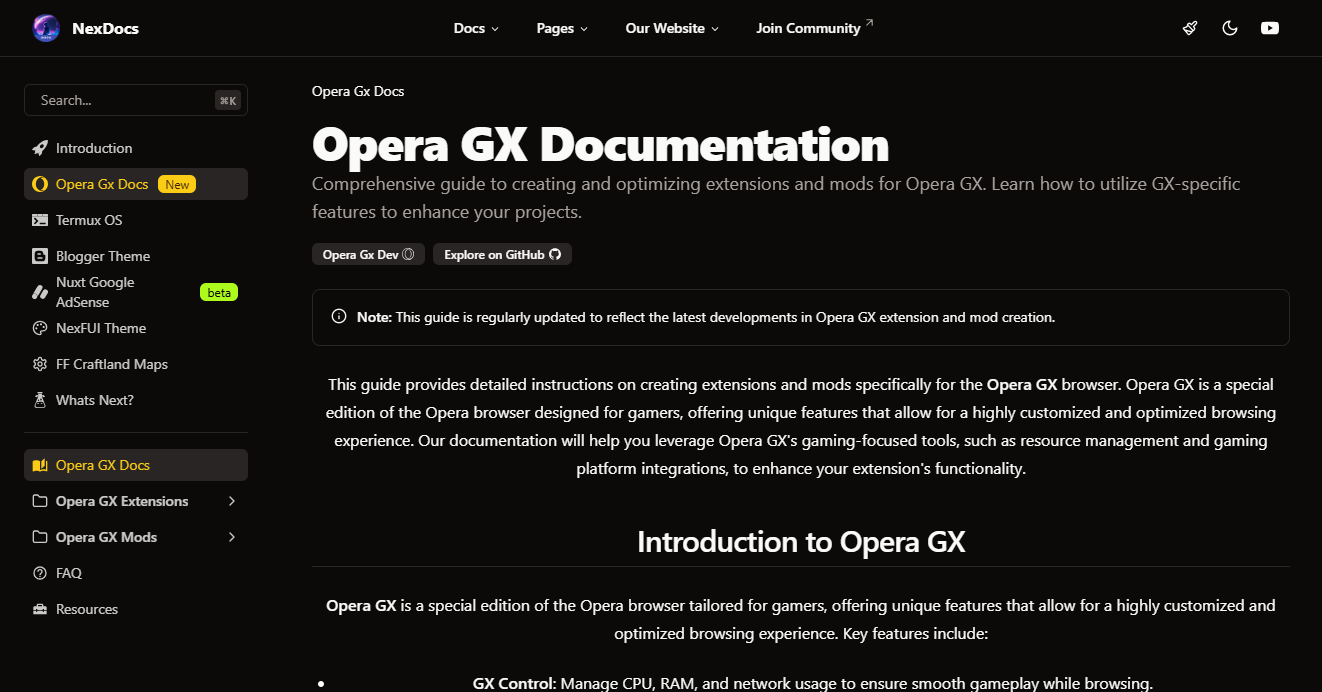 NexDocs
Docs
Pages
Our Website
Join Community
Search...
⌘K
Introduction
Opera Gx Docs New
Termux OS
Blogger Theme
Nuxt Google
AdSense
beta
NexFUI Theme
FF Craftland Maps
Whats Next?
Opera GX Docs
Opera GX Extensions
Opera GX Mods
FAQ
Resources
Opera Gx Docs
Opera GX Documentation
Comprehensive guide to creating and optimizing extensions and mods for Opera GX. Learn how to utilize GX-specific
features to enhance your projects.
Opera Gx Dev
Explore on GitHub
Note: This guide is regularly updated to reflect the latest developments in Opera GX extension and mod creation.
This guide provides detailed instructions on creating extensions and mods specifically for the Opera GX browser. Opera GX is a special
edition of the Opera browser designed for gamers, offering unique features that allow for a highly customized and optimized browsing
experience. Our documentation will help you leverage Opera GX's gaming-focused tools, such as resource management and gaming
platform integrations, to enhance your extension's functionality.
Introduction to Opera GX
Opera GX is a special edition of the Opera browser tailored for gamers, offering unique features that allow for a highly customized and
optimized browsing experience. Key features include:
GX Control: Manage CPU, RAM, and network usage to ensure smooth gameplay while browsing.